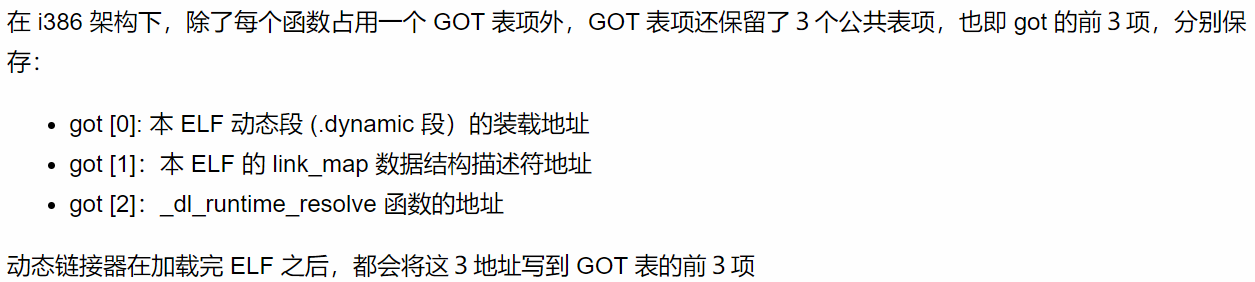 在 i386 架构下，除了每个函数占用一个 GOT 表项外，GOT 表项还保留了３个公共表项，也即 got 的前３项，分别保
存：
• got [0]: 本 ELF 动态段 (.dynamic 段）的装载地址
• got [1]：本 ELF 的 link_map 数据结构描述符地址
• got [2]：_dl_runtime_resolve 函数的地址
动态链接器在加载完 ELF 之后，都会将这３地址写到 GOT 表的前３项